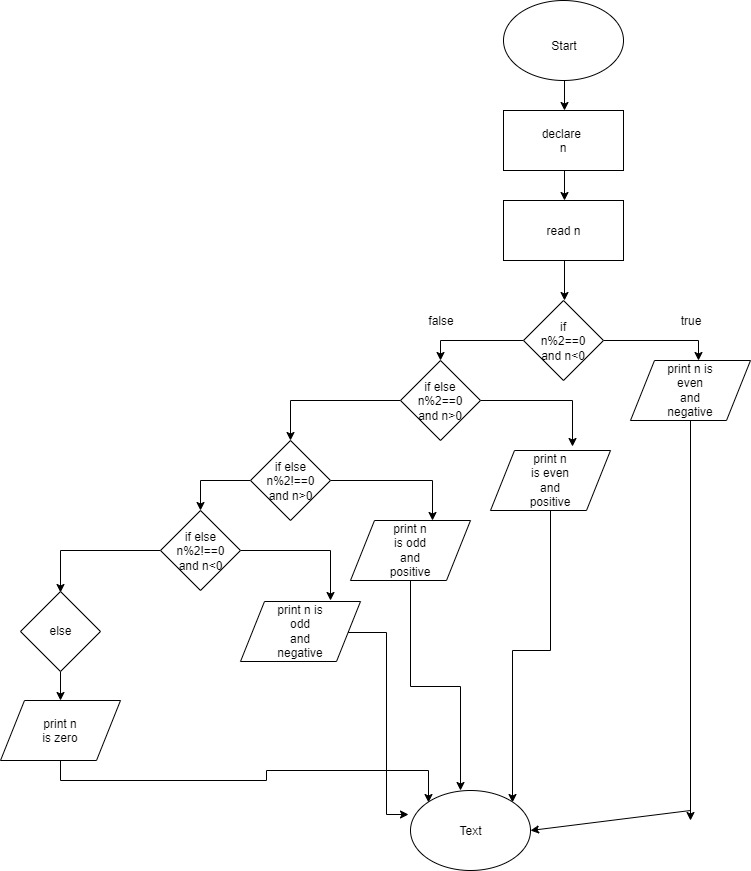 Start
declare
n
read n
false
true
if
n%2==0
and n<0
print n is
even
and
negative
if else
n%2==0
and n>0
print n
is even
and
positive
if else
n%2!==0
and n>0
print n
is odd
and
positive
if else
n%2!==0
and n<0
print n is
odd
and
negative
else
print n
is zero
Text